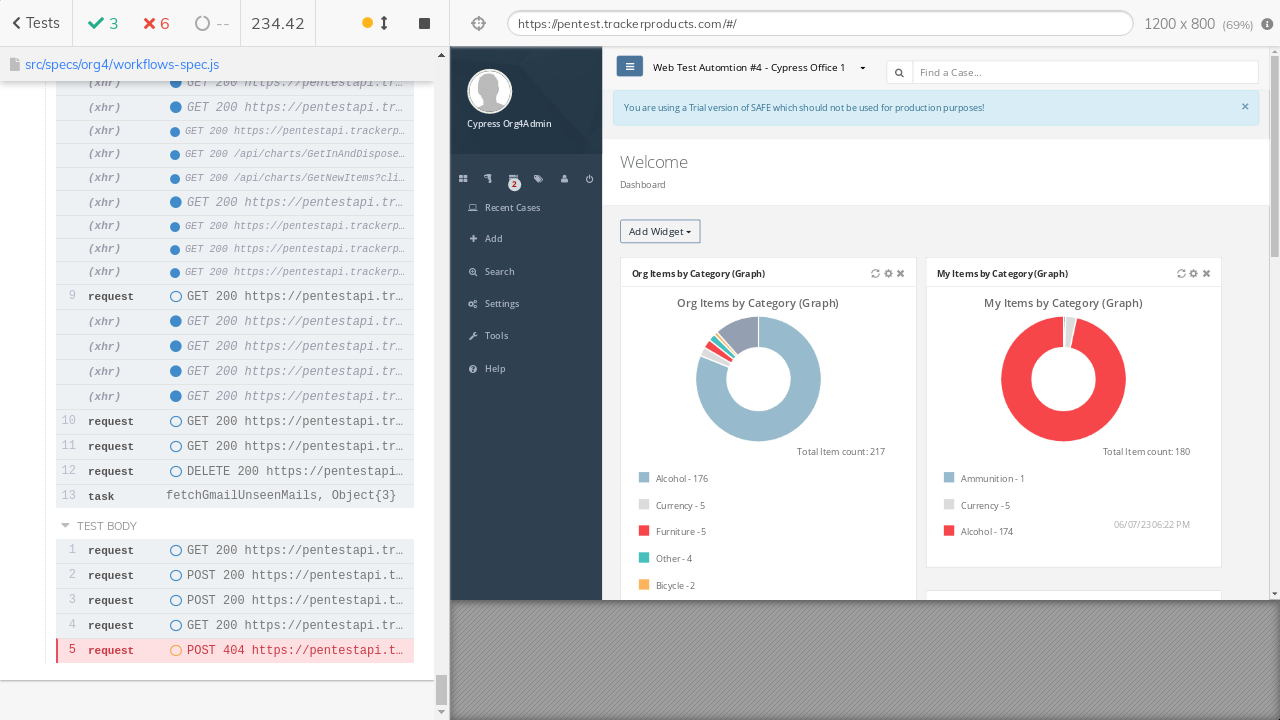 Tests
3
6
--
234.42
https://pentest.trackerproducts.com/#/
1200 x 800 (69%)
src/specs/org4/workflows-spec.js
(xhr) GET 200 https://pentestapi.tr…
(xhr) GET 200 https://pentestapi.tr…
(xhr) GET 200 https://pentestapi.trackerp…
(xhr) GET 200 /api/charts/GetInAndDispose…
(xhr) GET 200 /api/charts/GetNewItems?cli…
(xhr) GET 200 https://pentestapi.tr…
(xhr) GET 200 https://pentestapi.trackerp…
(xhr) GET 200 https://pentestapi.trackerp…
(xhr) GET 200 https://pentestapi.trackerp…
9 request GET 200 https://pentestapi.tr…
(xhr) GET 200 https://pentestapi.tr…
(xhr) GET 200 https://pentestapi.tr…
(xhr) GET 200 https://pentestapi.tr…
(xhr) GET 200 https://pentestapi.tr…
10 request GET 200 https://pentestapi.tr…
11 request GET 200 https://pentestapi.tr…
12 request DELETE 200 https://pentestapi…
13 task fetchGmailUnseenMails, Object{3}
TEST BODY
1 request GET 200 https://pentestapi.tr…
2 request POST 200 https://pentestapi.t…
3 request POST 200 https://pentestapi.t…
4 request GET 200 https://pentestapi.tr…
5 request POST 404 https://pentestapi.t…
Cypress Org4Admin
2
Recent Cases
Add
Search
Settings
Tools
Help
Web Test Automtion #4 - Cypress Office 1
Find a Case...
You are using a Trial version of SAFE which should not be used for production purposes!
×
Welcome
Dashboard
Add Widget
Org Items by Category (Graph)
Org Items by Category (Graph)
Total Item count: 217
Alcohol - 176
Currency - 5
Furniture - 5
Other - 4
Bicycle - 2
My Items by Category (Graph)
My Items by Category (Graph)
Total Item count: 180
Ammunition - 1
Currency - 5
Alcohol - 174
06/07/23 06:22 PM